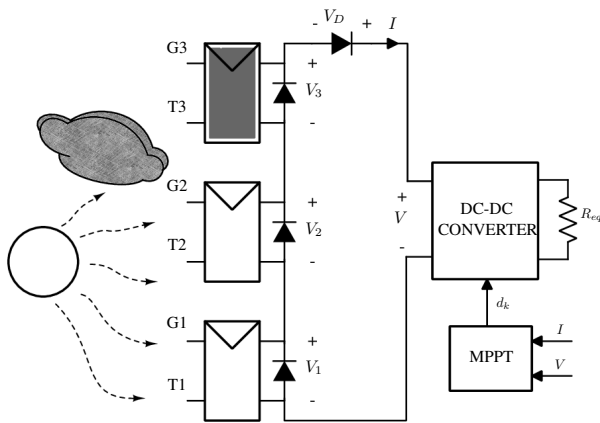 - V_D + I
G3
+
V_3
T3
-
G2
+
V_2
T2
-
G1
+
V_1
T1
-
+
V
-
DC-DC
CONVERTER
R_eq
d_k
MPPT
I
V